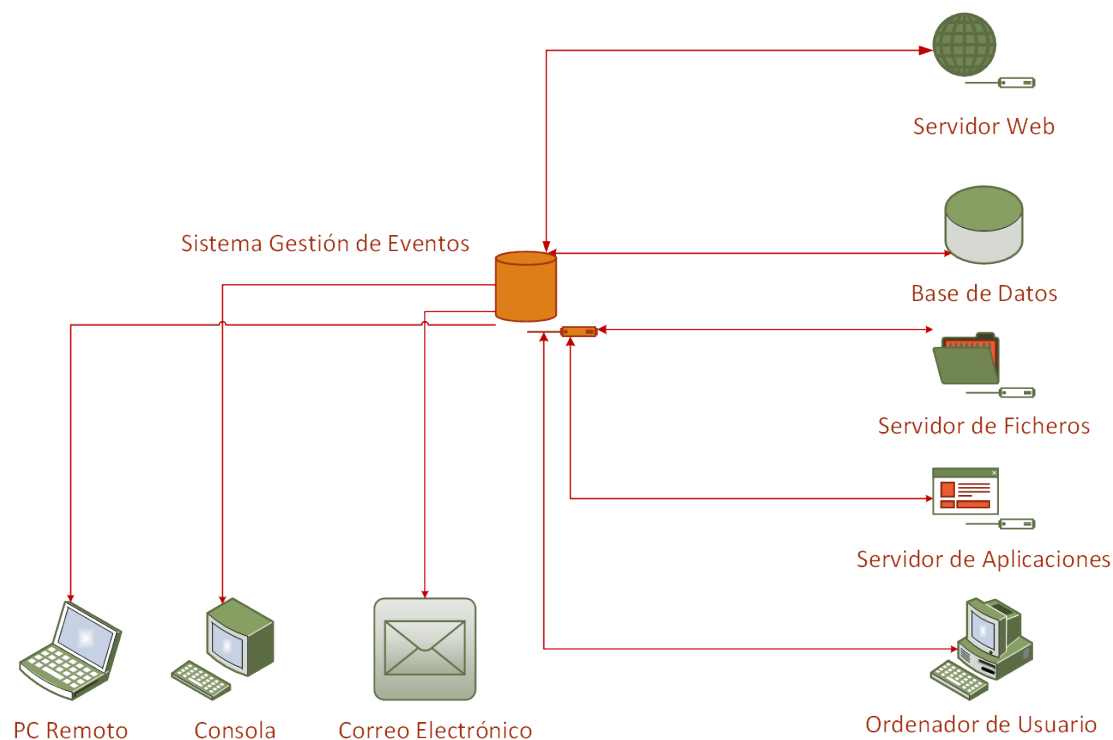 Servidor Web
Sistema Gestión de Eventos
Base de Datos
Servidor de Ficheros
Servidor de Aplicaciones
PC Remoto
Consola
Correo Electrónico
Ordenador de Usuario